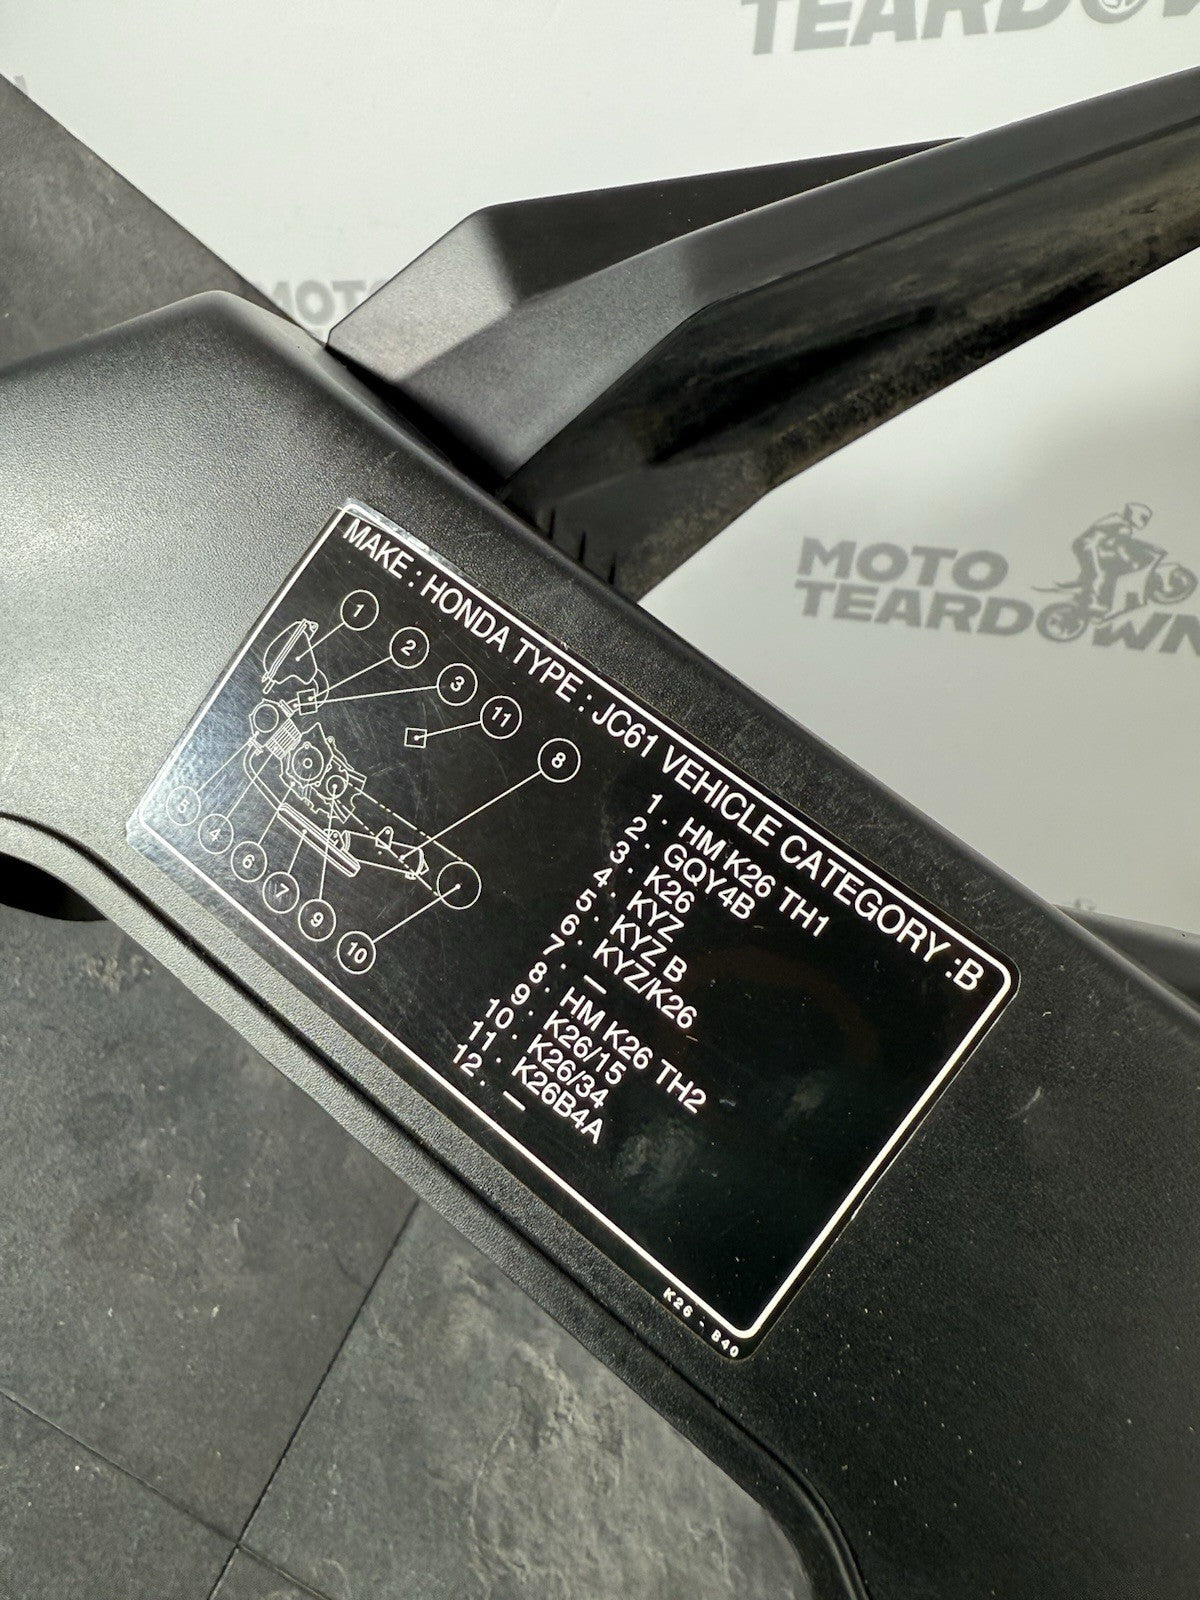 TEARDOWN
MOTO
MOTO
TEARDOWN
MAKE : HONDA TYPE : JC61 VEHICLE CATEGORY :B
1
2
3
11
8
5
4
6
7
9
10
1 . HM K26 TH1
2 . GQY4B
3 . K26
4 . KYZ
5 . KYZ B
6 . KYZ/K26
7 . —
8 . HM K26 TH2
9 . K26/15
10 . K26/34
11 . K26B4A
12 . —
K26 - B40